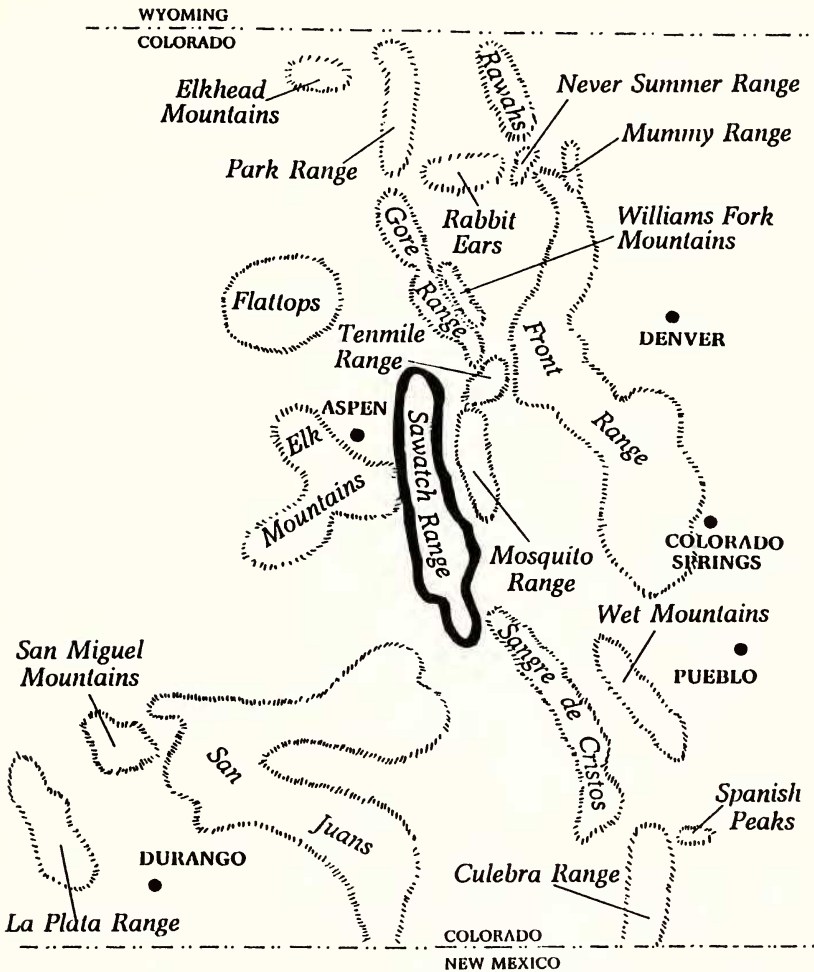 WYOMING
COLORADO
Elkhead
Mountains
Park Range
Rawahs
Never Summer Range
Mummy Range
Rabbit
Ears
Gore
Range
Williams Fork
Mountains
Flattops
Tenmile
Range
Front
Range
DENVER
ASPEN
Elk
Mountains
Sawatch Range
Mosquito
Range
COLORADO
SPRINGS
Wet Mountains
PUEBLO
San Miguel
Mountains
Sangre de Cristos
San
Juans
Spanish
Peaks
DURANGO
Culebra Range
La Plata Range
COLORADO
NEW MEXICO